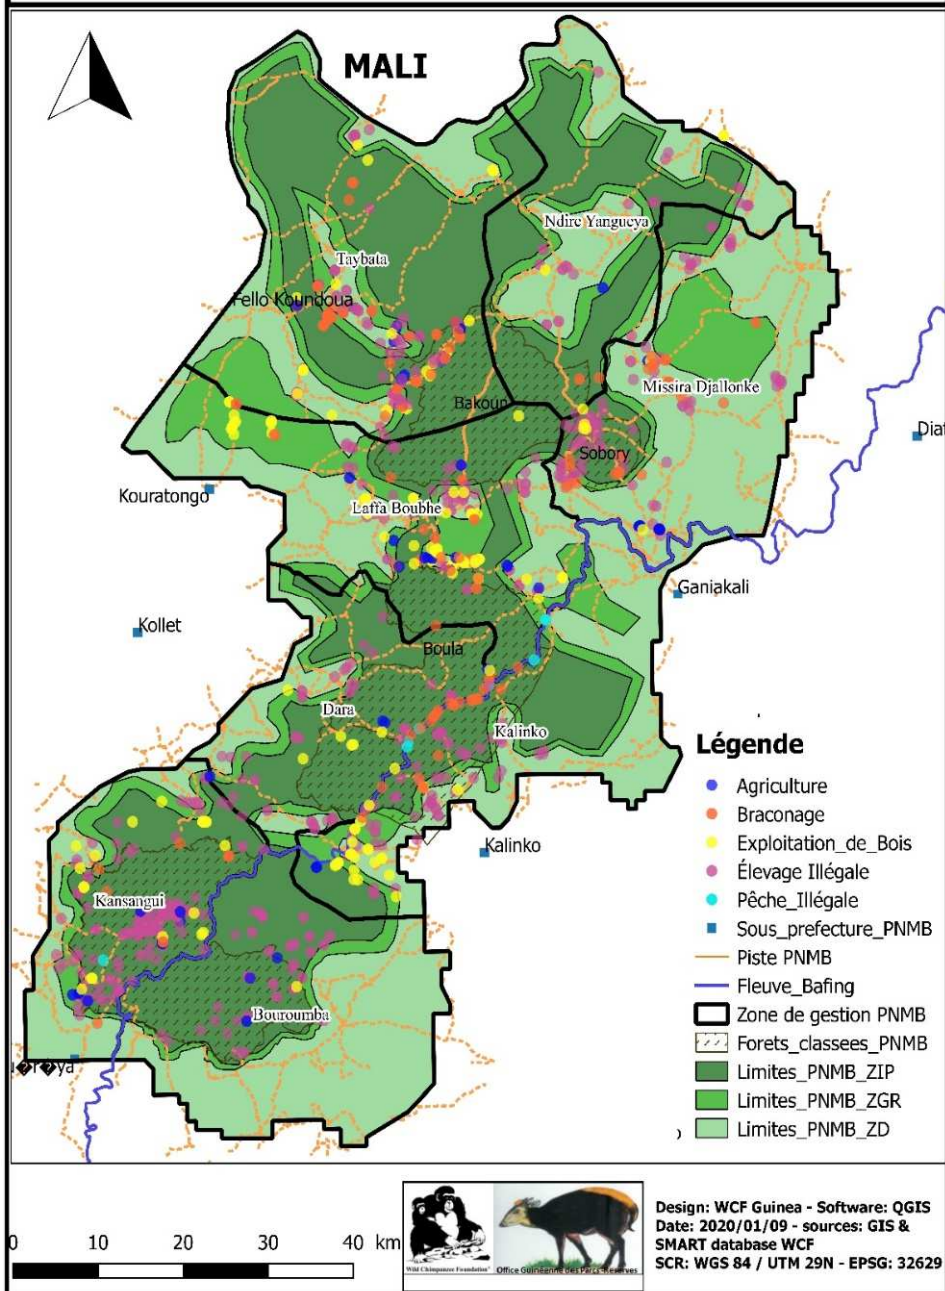 MALI
Ndire Yangueya
Taybata
Fello Koundoua
Missira Djallonke
Bakoun
Diat
Sobory
Kouratongo
Laffa Boubhe
Ganiakali
Kollet
Boula
Dara
Kalinko
Kalinko
Kansangui
Bouroumba
Légende
Agriculture
Braconage
Exploitation_de_Bois
Élevage Illégale
Pêche_Illégale
Sous_prefecture_PNMB
Piste PNMB
Fleuve_Bafing
Zone de gestion PNMB
Forets_classees_PNMB
Limites_PNMB_ZIP
Limites_PNMB_ZGR
Limites_PNMB_ZD
0 10 20 30 40 km
Wild Chimpanzee Foundation
Office Guinéenne des Parcs Reserves
Design: WCF Guinea - Software: QGIS
Date: 2020/01/09 - sources: GIS &
SMART database WCF
SCR: WGS 84 / UTM 29N - EPSG: 32629